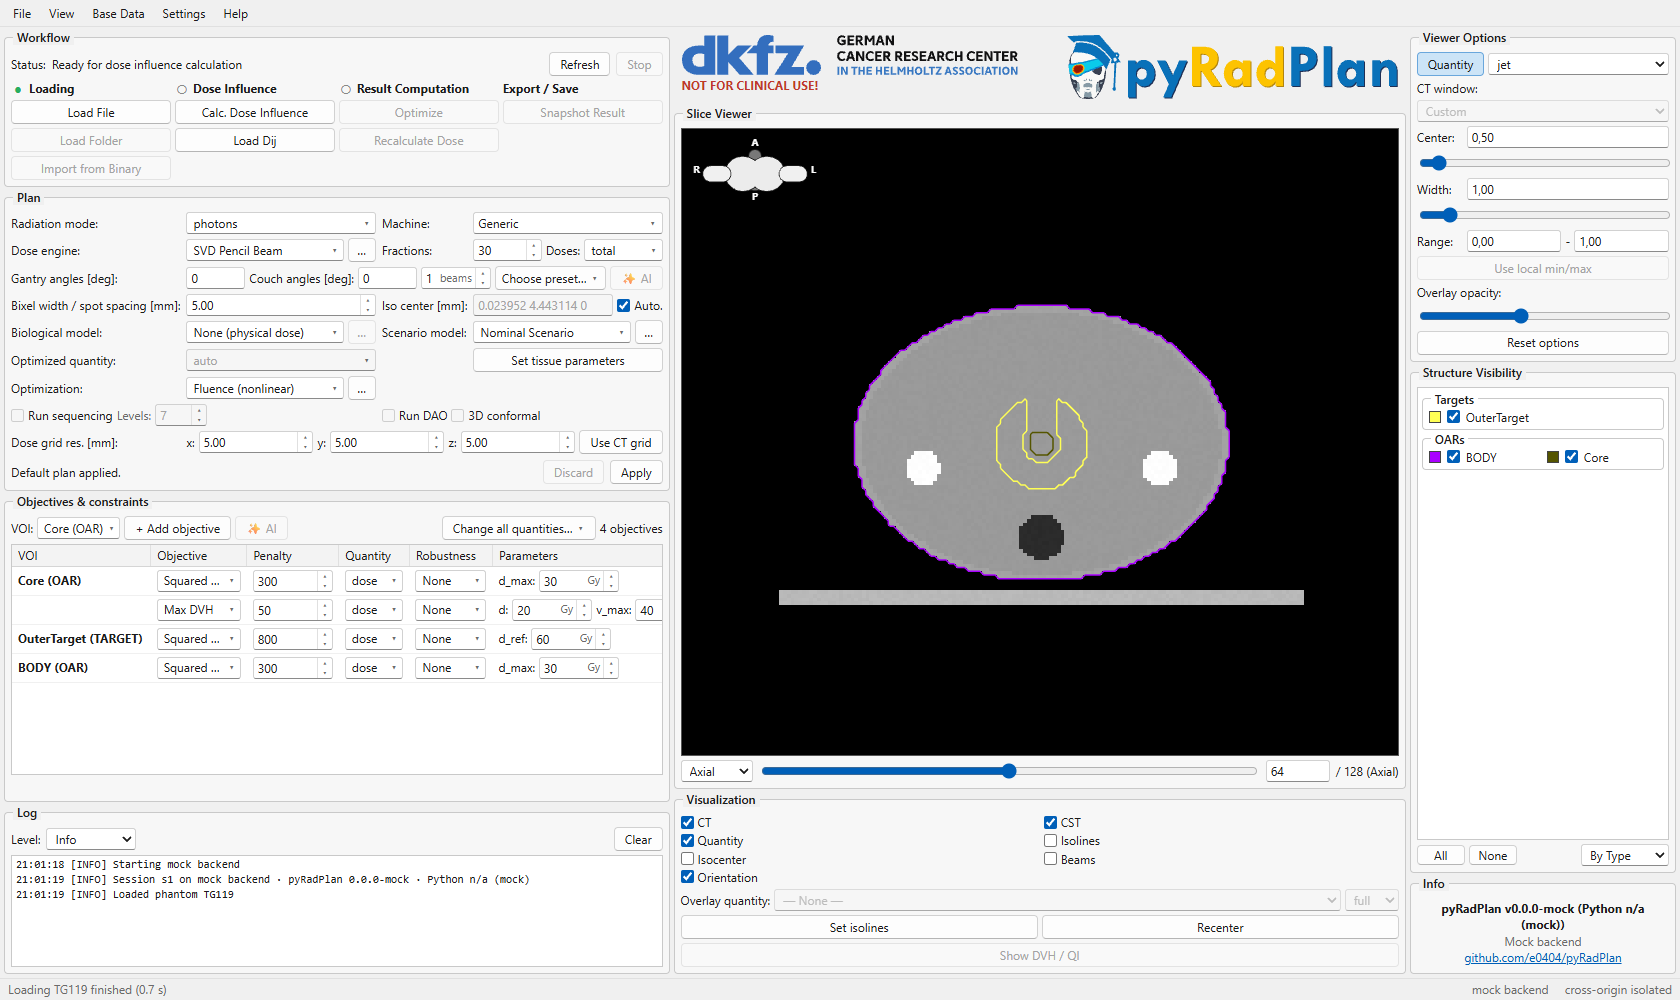 File View Base Data Settings Help
Workflow
Status: Ready for dose influence calculation Refresh Stop
Loading Dose Influence Result Computation Export / Save
Load File Calc. Dose Influence Optimize Snapshot Result
Load Folder Load Dij Recalculate Dose
Import from Binary
Plan
Radiation mode: photons Machine: Generic
Dose engine: SVD Pencil Beam ... Fractions: 30 Doses: total
Gantry angles [deg]: 0 Couch angles [deg]: 0 1 beams Choose preset... AI
Bixel width / spot spacing [mm]: 5.00 Iso center [mm]: 0.023952 4.443114 0 Auto.
Biological model: None (physical dose) ... Scenario model: Nominal Scenario ...
Optimized quantity: auto Set tissue parameters
Optimization: Fluence (nonlinear) ...
Run sequencing Levels: 7 Run DAO 3D conformal
Dose grid res. [mm]: x: 5.00 y: 5.00 z: 5.00 Use CT grid
Default plan applied. Discard Apply
Objectives & constraints
VOI: Core (OAR) + Add objective AI Change all quantities... 4 objectives
VOI Objective Penalty Quantity Robustness Parameters
Core (OAR) Squared ... 300 dose None d_max: 30 Gy
Max DVH 50 dose None d: 20 Gy v_max: 40
OuterTarget (TARGET) Squared ... 800 dose None d_ref: 60 Gy
BODY (OAR) Squared ... 300 dose None d_max: 30 Gy
Log
Level: Info Clear
21:01:18 [INFO] Starting mock backend
21:01:19 [INFO] Session s1 on mock backend · pyRadPlan 0.0.0-mock · Python n/a (mock)
21:01:19 [INFO] Loaded phantom TG119
Loading TG119 finished (0.7 s)
dkfz.
NOT FOR CLINICAL USE!
GERMAN
CANCER RESEARCH CENTER
IN THE HELMHOLTZ ASSOCIATION
pyRadPlan
Slice Viewer
A
R L
P
Axial 64 / 128 (Axial)
Visualization
CT CST
Quantity Isolines
Isocenter Beams
Orientation
Overlay quantity: — None — full
Set isolines Recenter
Show DVH / QI
Viewer Options
Quantity jet
CT window:
Custom
Center: 0,50
Width: 1,00
Range: 0,00 - 1,00
Use local min/max
Overlay opacity:
Reset options
Structure Visibility
Targets
OuterTarget
OARs
BODY Core
All None By Type
Info
pyRadPlan v0.0.0-mock (Python n/a
(mock))
Mock backend
github.com/e0404/pyRadPlan
mock backend cross-origin isolated